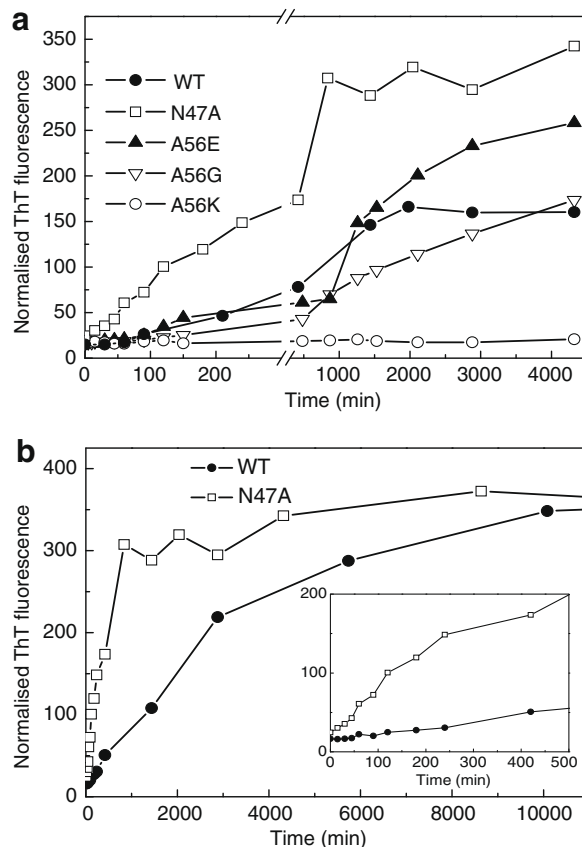 a
350
300
250
200
150
100
50
0
Normalised ThT fluorescence
WT
N47A
A56E
A56G
A56K
0 100 200 1000 2000 3000 4000
Time (min)
b
400
300
200
100
0
Normalised ThT fluorescence
WT
N47A
200
100
0
0 100 200 300 400 500
Time (min)
0 2000 4000 6000 8000 10000
Time (min)